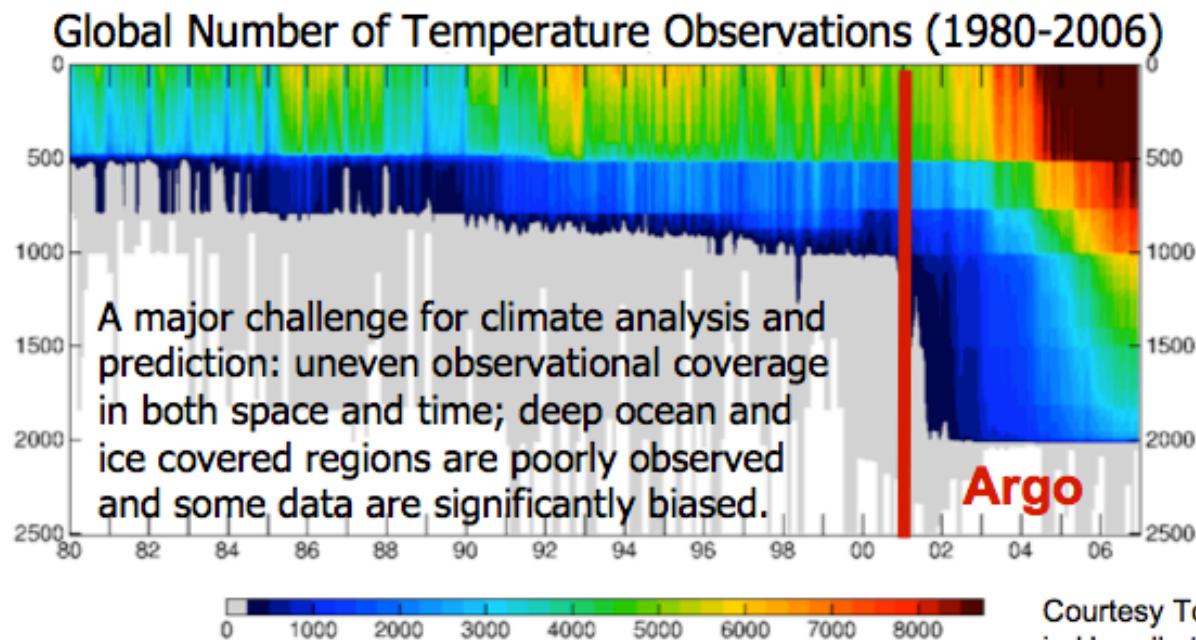 Global Number of Temperature Observations (1980-2006)
0 0
500 500
1000 1000
A major challenge for climate analysis and
prediction: uneven observational coverage
1500 1500
in both space and time; deep ocean and
2000 2000
ice covered regions are poorly observed
Argo
and some data are significantly biased.
2500 2500
80 82 84 86 88 90 92 94 96 98 00 02 04 06
0 1000 2000 3000 4000 5000 6000 7000 8000
Courtesy